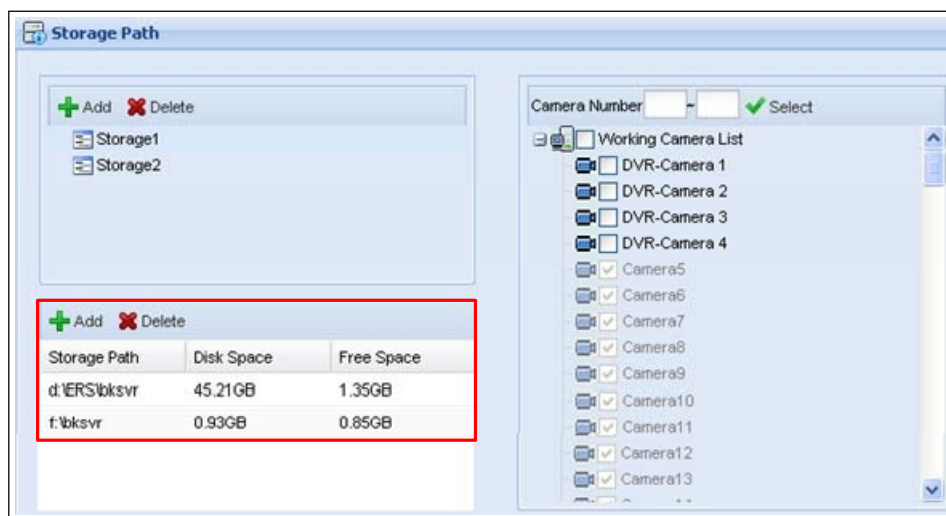 Storage Path
Add Delete
Storage1
Storage2
Add Delete
Storage Path Disk Space Free Space
d:\ERS\bksvr 45.21GB 1.35GB
f:\bksvr 0.93GB 0.85GB
Camera Number ~ Select
Working Camera List
DVR-Camera 1
DVR-Camera 2
DVR-Camera 3
DVR-Camera 4
Camera5
Camera6
Camera7
Camera8
Camera9
Camera10
Camera11
Camera12
Camera13